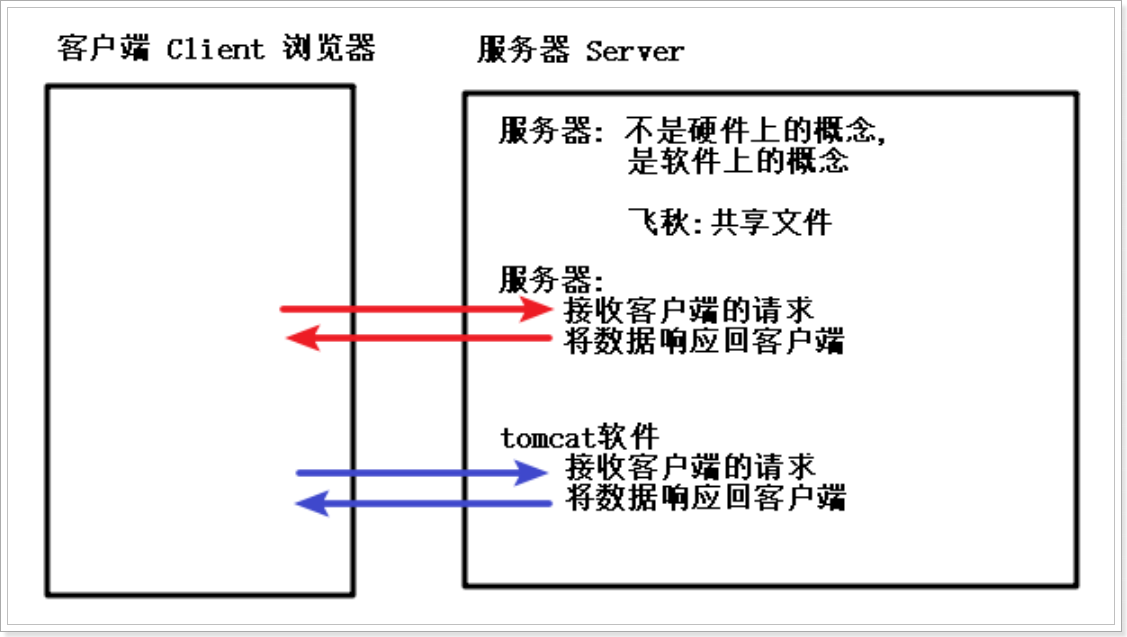 客户端 Client 浏览器
服务器 Server
服务器: 不是硬件上的概念,
是软件上的概念
飞秋: 共享文件
服务器:
接收客户端的请求
将数据响应回客户端
tomcat软件
接收客户端的请求
将数据响应回客户端